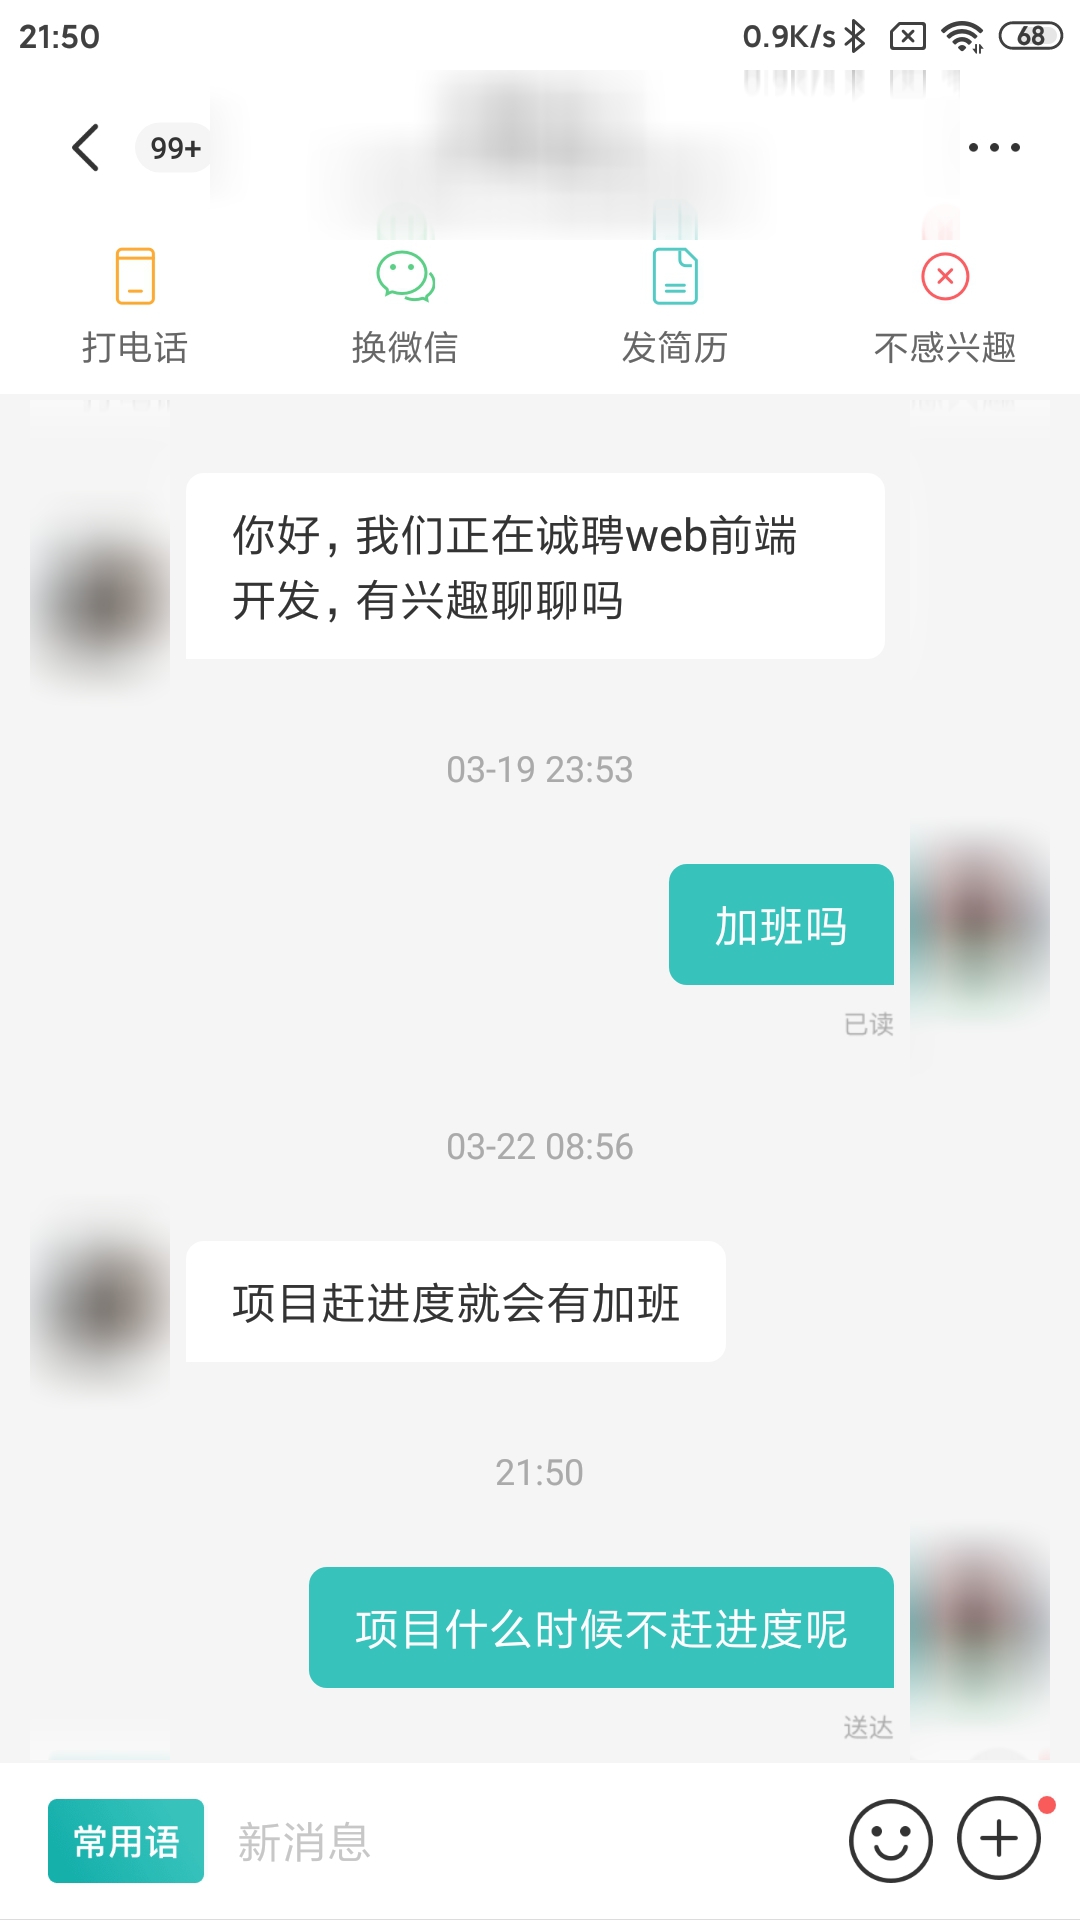 21:50 0.9K/s 68
99+
打电话 换微信 发简历 不感兴趣
你好，我们正在诚聘web前端
开发，有兴趣聊聊吗
03-19 23:53
加班吗
已读
03-22 08:56
项目赶进度就会有加班
21:50
项目什么时候不赶进度呢
送达
常用语 新消息